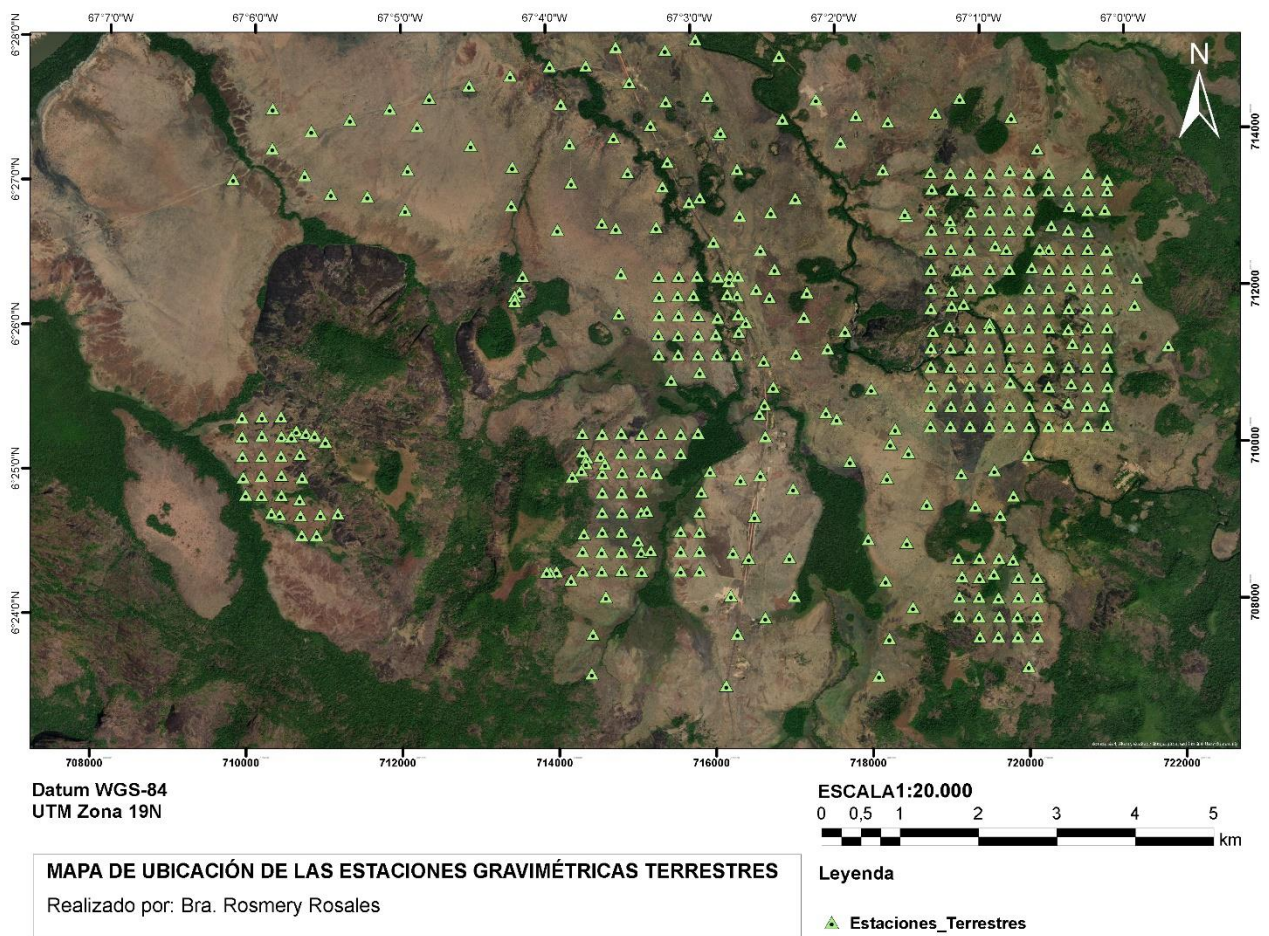 67°7'0"W 67°6'0"W 67°5'0"W 67°4'0"W 67°3'0"W 67°2'0"W 67°1'0"W 67°0'0"W
6°28'0"N
6°27'0"N
6°26'0"N
6°25'0"N
6°24'0"N
N
714000
712000
710000
708000
708000 710000 712000 714000 716000 718000 720000 722000
Datum WGS-84
UTM Zona 19N
ESCALA1:20.000
0 0,5 1 2 3 4 5
km
MAPA DE UBICACIÓN DE LAS ESTACIONES GRAVIMÉTRICAS TERRESTRES
Realizado por: Bra. Rosmery Rosales
Leyenda
Estaciones_Terrestres